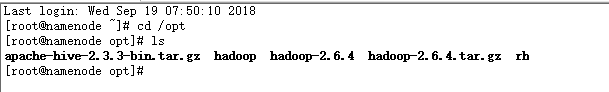 Last login: Wed Sep 19 07:50:10 2018
[root@namenode ~]# cd /opt
[root@namenode opt]# ls
apache-hive-2.3.3-bin.tar.gz  hadoop  hadoop-2.6.4  hadoop-2.6.4.tar.gz  rh
[root@namenode opt]#